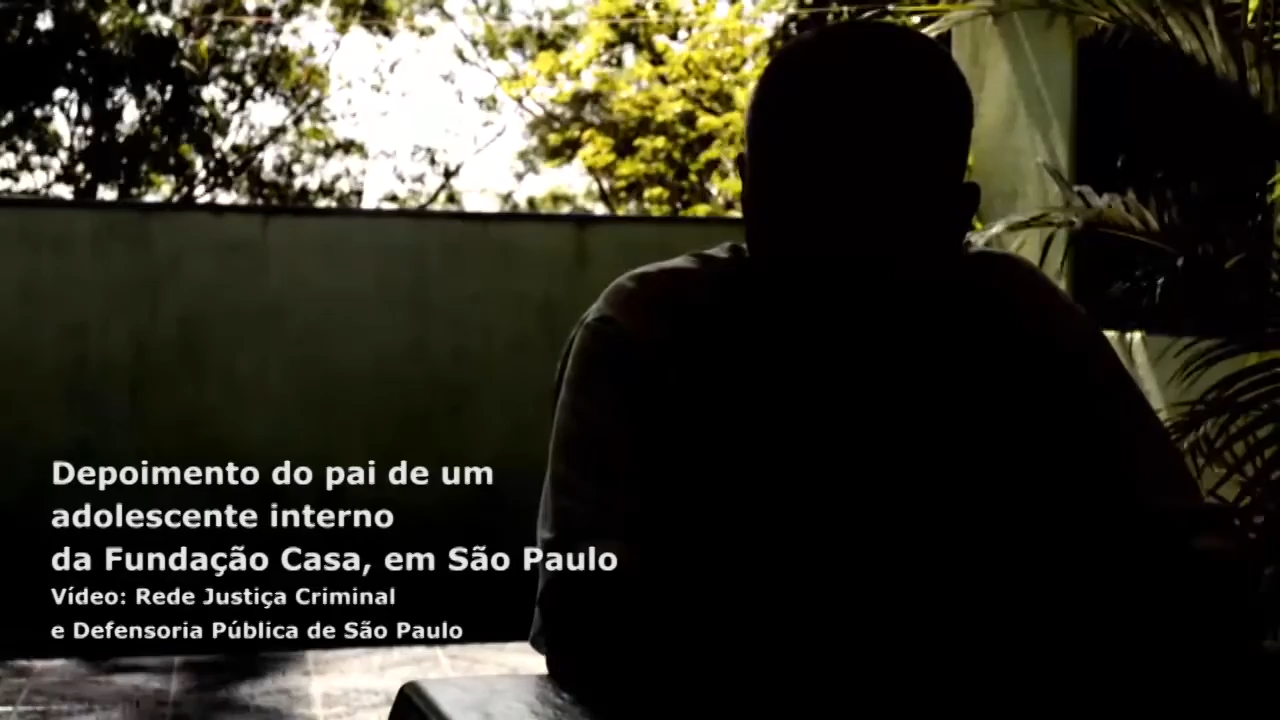 Depoimento do pai de um
adolescente interno
da Fundação Casa, em São Paulo
Vídeo: Rede Justiça Criminal
e Defensoria Pública de São Paulo